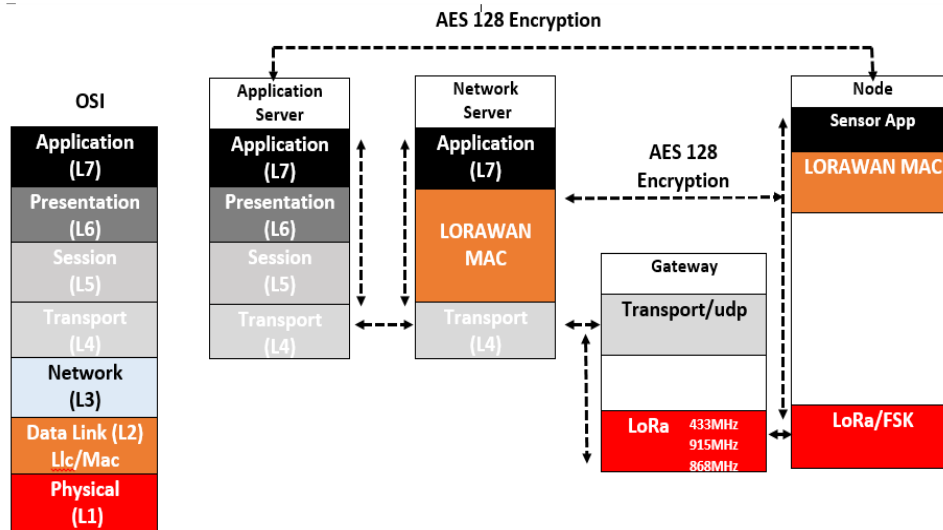 AES 128 Encryption
OSI
Application
(L7)
Presentation
(L6)
Session
(L5)
Transport
(L4)
Network
(L3)
Data Link (L2)
Llc/Mac
Physical
(L1)
Application
Server
Application
(L7)
Presentation
(L6)
Session
(L5)
Transport
(L4)
Network
Server
Application
(L7)
LORAWAN
MAC
Transport
(L4)
AES 128
Encryption
Gateway
Transport/udp
LoRa 433MHz
915MHz
868MHz
Node
Sensor App
LORAWAN MAC
LoRa/FSK